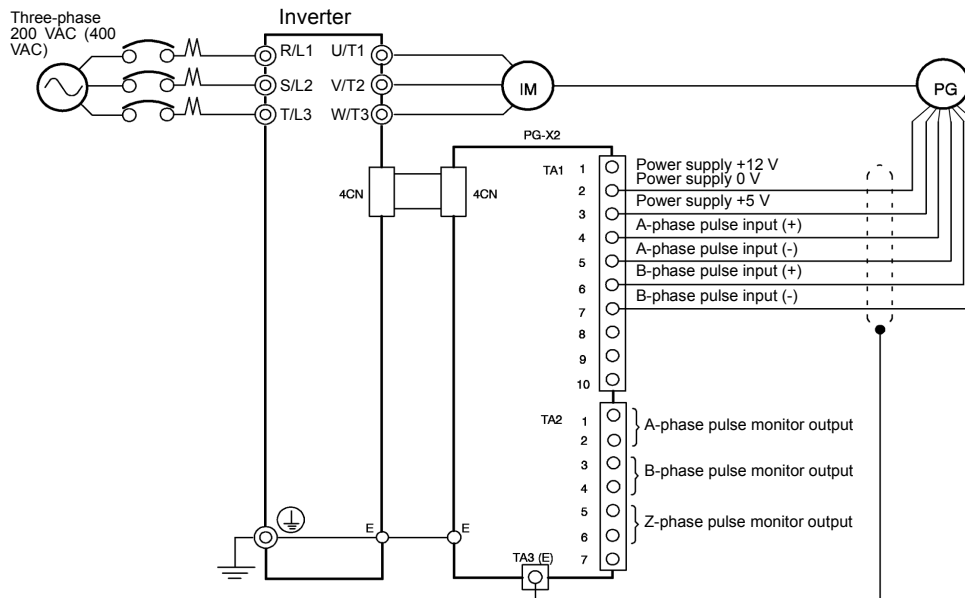 Three-phase
200 VAC (400
VAC)
Inverter
R/L1 U/T1
S/L2 V/T2
T/L3 W/T3
IM
PG
PG-X2
4CN
4CN
TA1
1
Power supply +12 V
2
Power supply 0 V
3
Power supply +5 V
4
A-phase pulse input (+)
5
A-phase pulse input (-)
6
B-phase pulse input (+)
7
B-phase pulse input (-)
8
9
10
TA2
1
2
A-phase pulse monitor output
3
4
B-phase pulse monitor output
5
6
Z-phase pulse monitor output
7
E
E
TA3 (E)